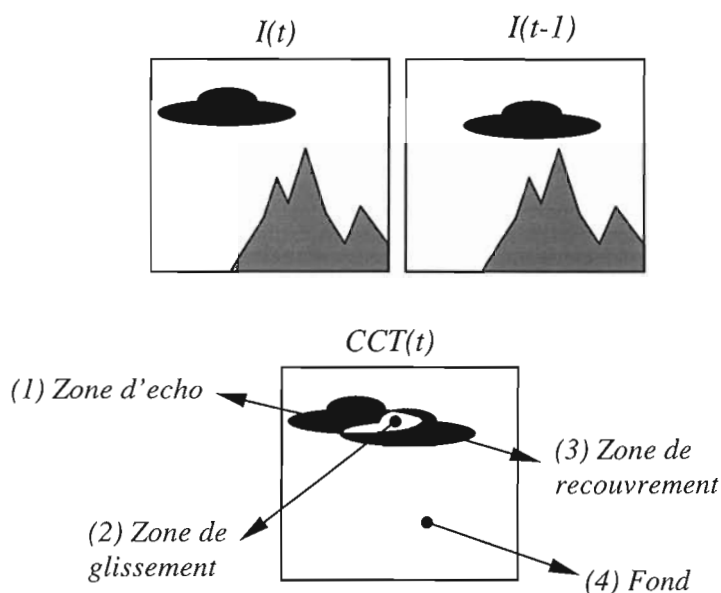 I(t)
I(t-1)
CCT(t)
(1) Zone d'echo
(3) Zone de
recouvrement
(2) Zone de
glissement
(4) Fond